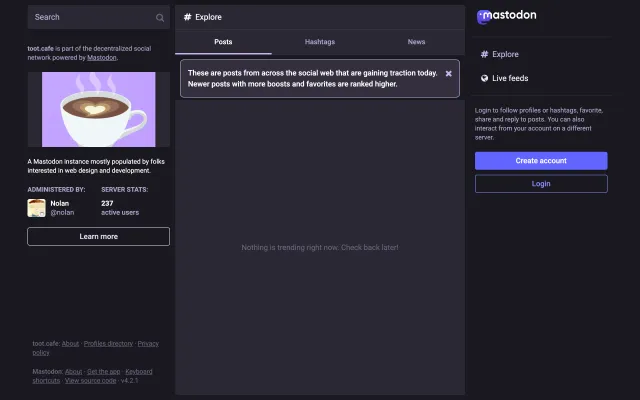 Search
toot.cafe is part of the decentralized social
network powered by Mastodon.
A Mastodon instance mostly populated by folks
interested in web design and development.
ADMINISTERED BY:
Nolan
@nolan
SERVER STATS:
237
active users
Learn more
toot.cafe: About · Profiles directory · Privacy
policy
Mastodon: About · Get the app · Keyboard
shortcuts · View source code · v4.2.1
# Explore
Posts
Hashtags
News
These are posts from across the social web that are gaining traction today.
Newer posts with more boosts and favorites are ranked higher.
Nothing is trending right now. Check back later!
mastodon
# Explore
Live feeds
Login to follow profiles or hashtags, favorite,
share and reply to posts. You can also
interact from your account on a different
server.
Create account
Login